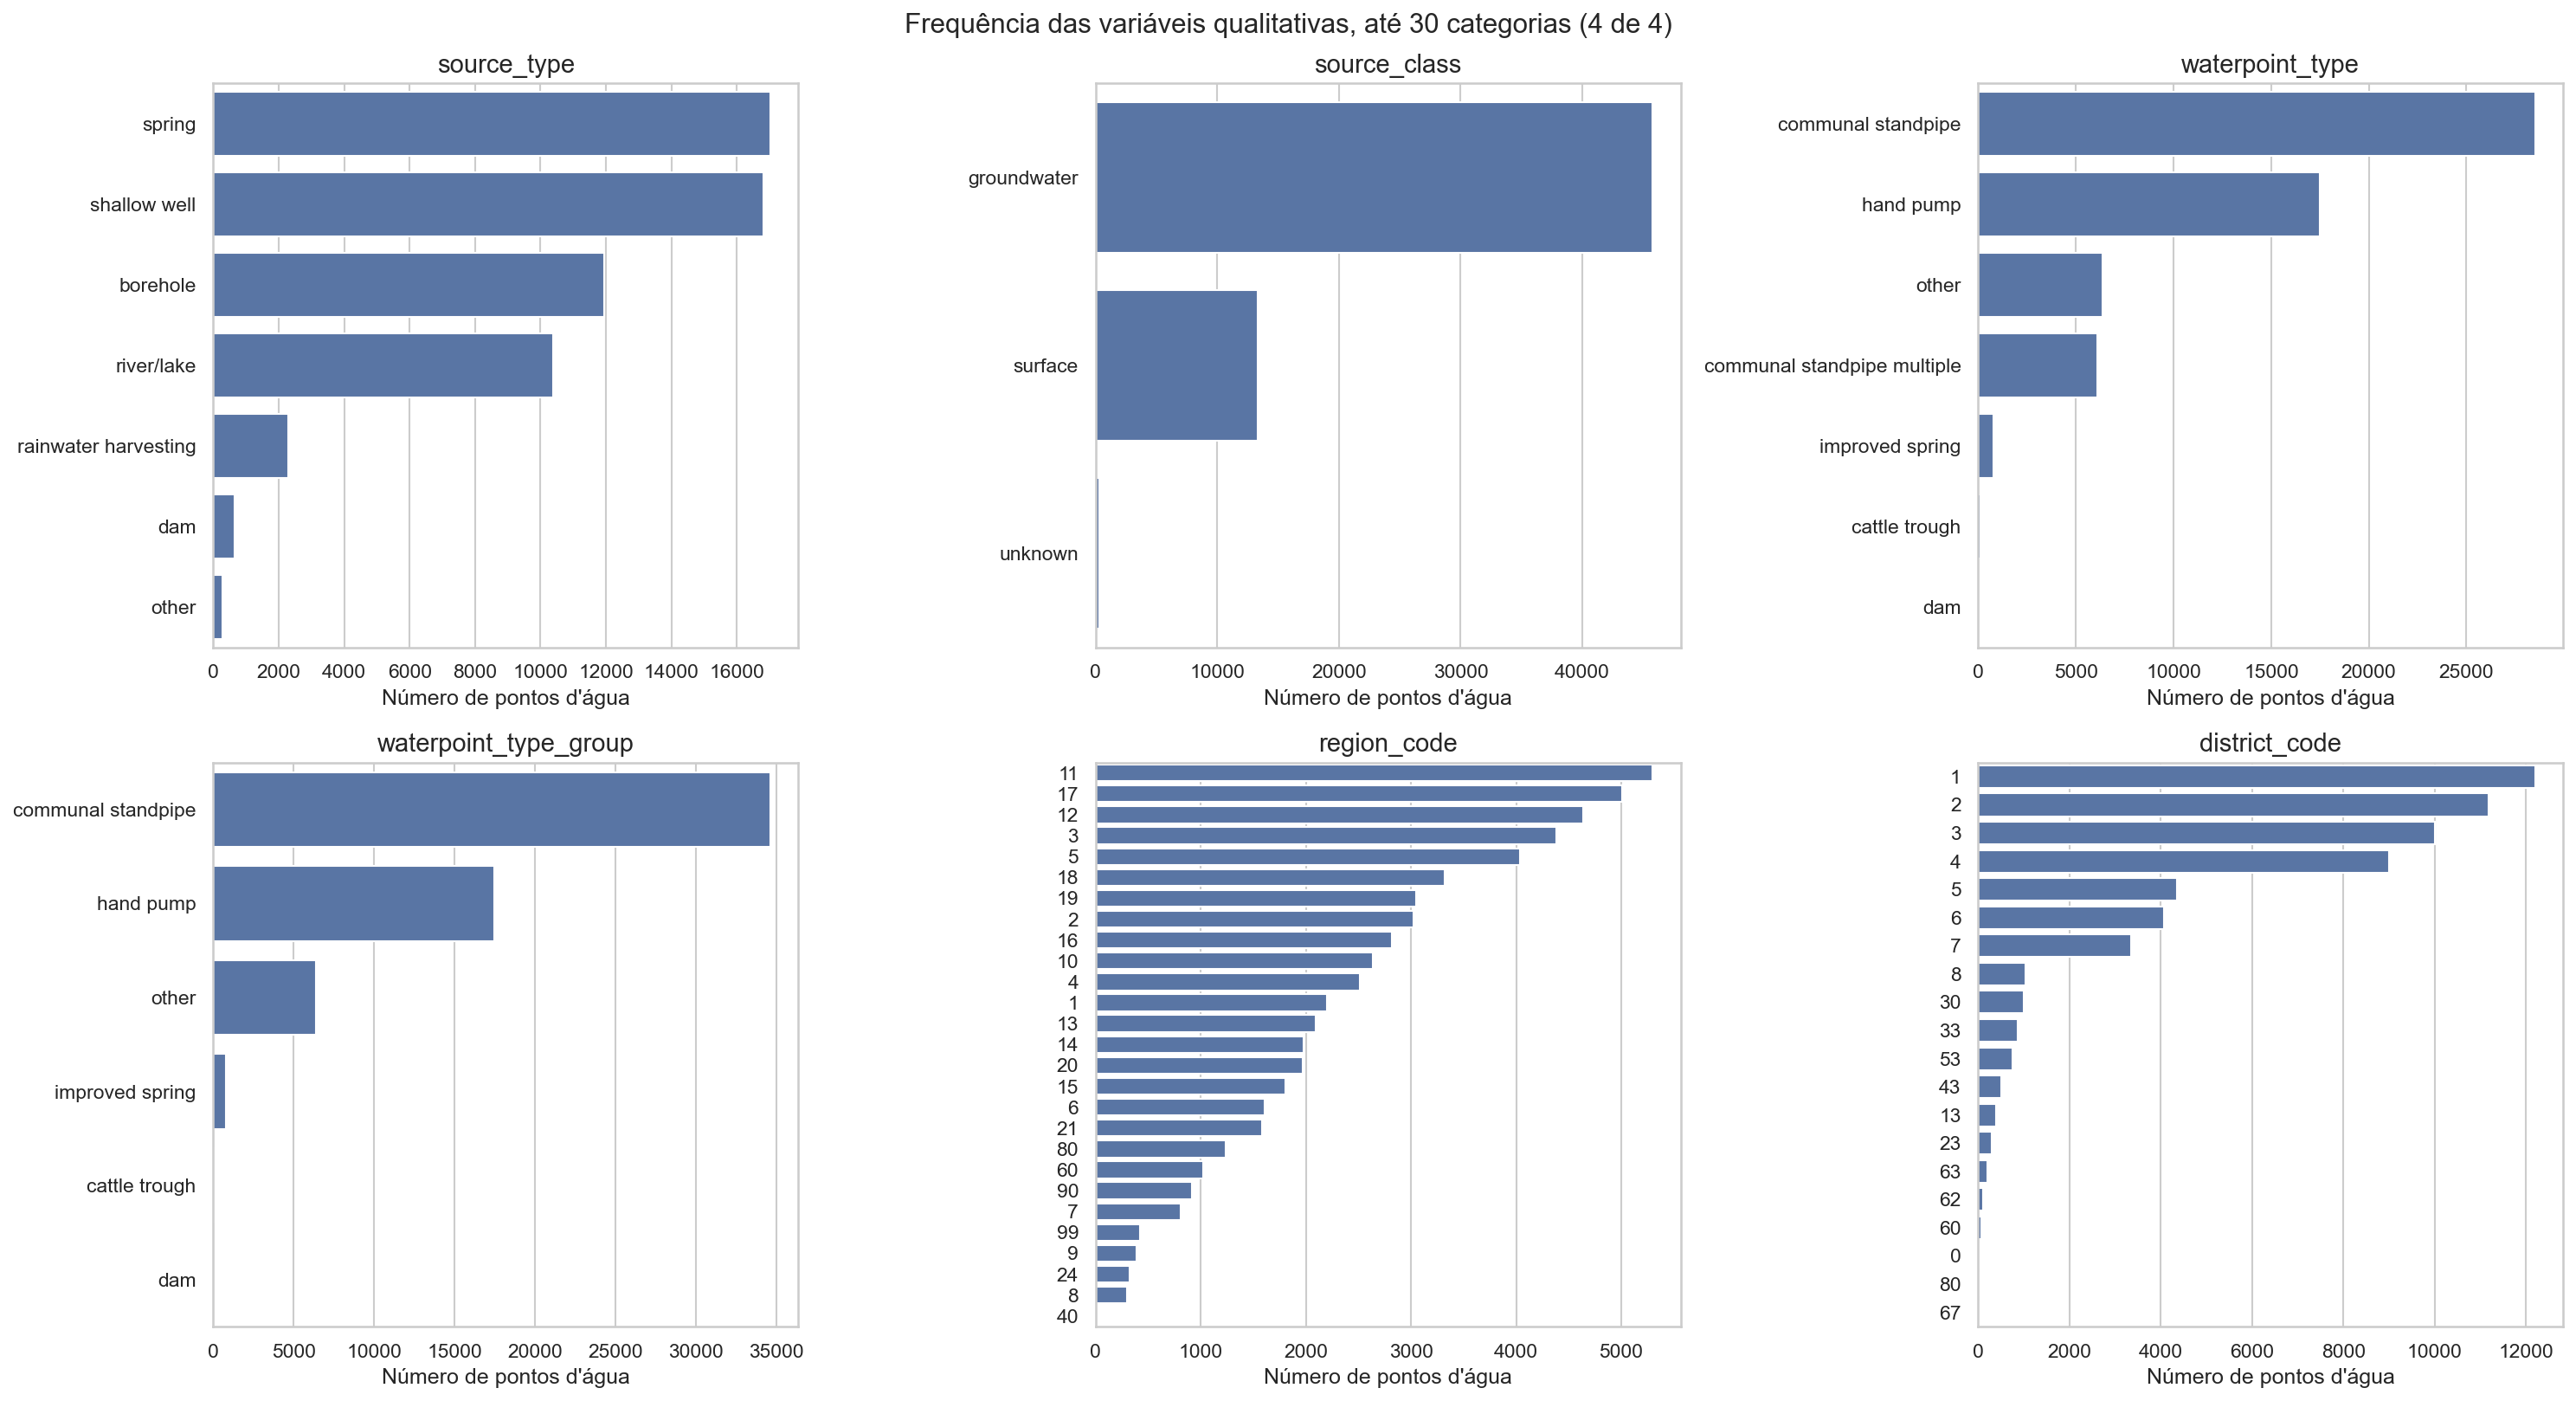 Frequência das variáveis qualitativas, até 30 categorias (4 de 4)
source_type
spring
shallow well
borehole
river/lake
rainwater harvesting
dam
other
0 2000 4000 6000 8000 10000 12000 14000 16000
Número de pontos d'água
source_class
groundwater
surface
unknown
0 10000 20000 30000 40000
Número de pontos d'água
waterpoint_type
communal standpipe
hand pump
other
communal standpipe multiple
improved spring
cattle trough
dam
0 5000 10000 15000 20000 25000
Número de pontos d'água
waterpoint_type_group
communal standpipe
hand pump
other
improved spring
cattle trough
dam
0 5000 10000 15000 20000 25000 30000 35000
Número de pontos d'água
region_code
11
17
12
3
5
18
19
2
16
10
4
1
13
14
20
15
6
21
80
60
90
7
99
9
24
8
40
0 1000 2000 3000 4000 5000
Número de pontos d'água
district_code
1
2
3
4
5
6
7
8
30
33
53
43
13
23
63
62
60
0
80
67
0 2000 4000 6000 8000 10000 12000
Número de pontos d'água